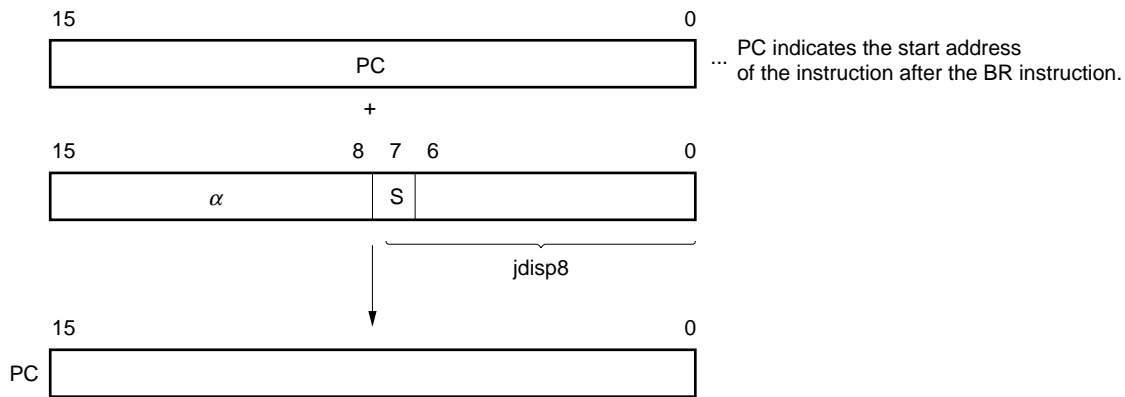 15 0
PC
... PC indicates the start address
of the instruction after the BR instruction.
+
15 8 7 6 0
α S
jdisp8
15 0
PC